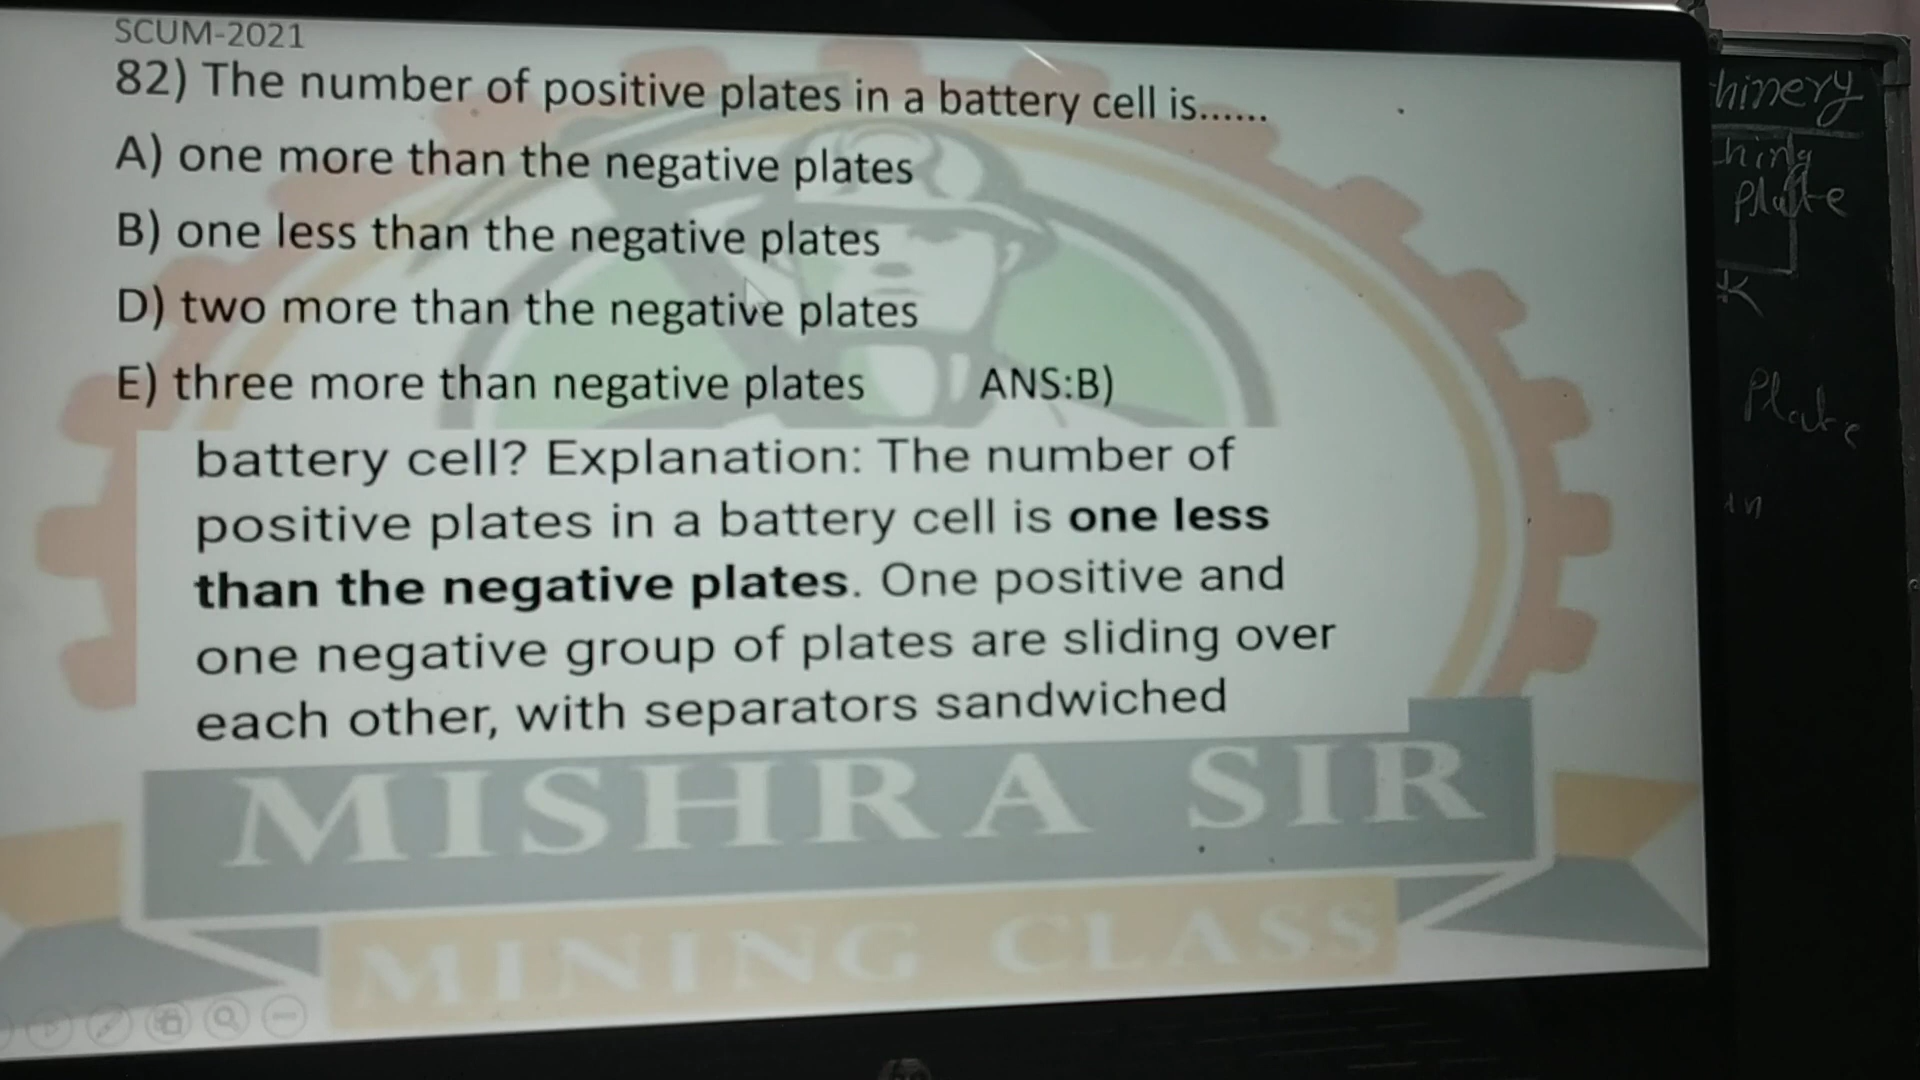 SCUM-2021
82) The number of positive plates in a battery cell is......
A) one more than the negative plates
B) one less than the negative plates
D) two more than the negative plates
E) three more than negative plates ANS:B)
battery cell? Explanation: The number of
positive plates in a battery cell is one less
than the negative plates. One positive and
one negative group of plates are sliding over
each other, with separators sandwiched
MISHRA SIR
MINING CLASS
hinery
hing
Plate
K
Plate
in